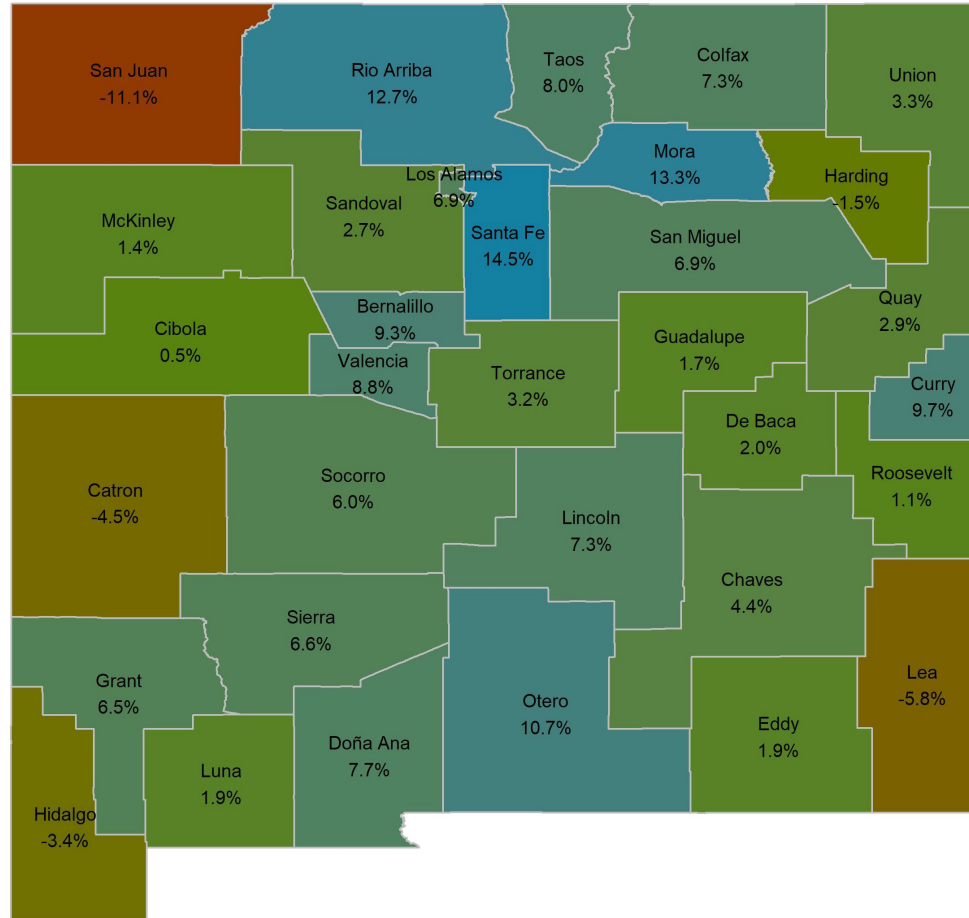 San Juan
-11.1%
Rio Arriba
12.7%
Taos
8.0%
Colfax
7.3%
Union
3.3%
Mora
13.3%
Harding
-1.5%
Los Alamos
6.9%
Sandoval
2.7%
McKinley
1.4%
Santa Fe
14.5%
San Miguel
6.9%
Quay
2.9%
Bernalillo
9.3%
Cibola
0.5%
Guadalupe
1.7%
Valencia
8.8%
Torrance
3.2%
Curry
9.7%
De Baca
2.0%
Roosevelt
1.1%
Socorro
6.0%
Catron
-4.5%
Lincoln
7.3%
Chaves
4.4%
Sierra
6.6%
Lea
-5.8%
Grant
6.5%
Otero
10.7%
Eddy
1.9%
Doña Ana
7.7%
Luna
1.9%
Hidalgo
-3.4%